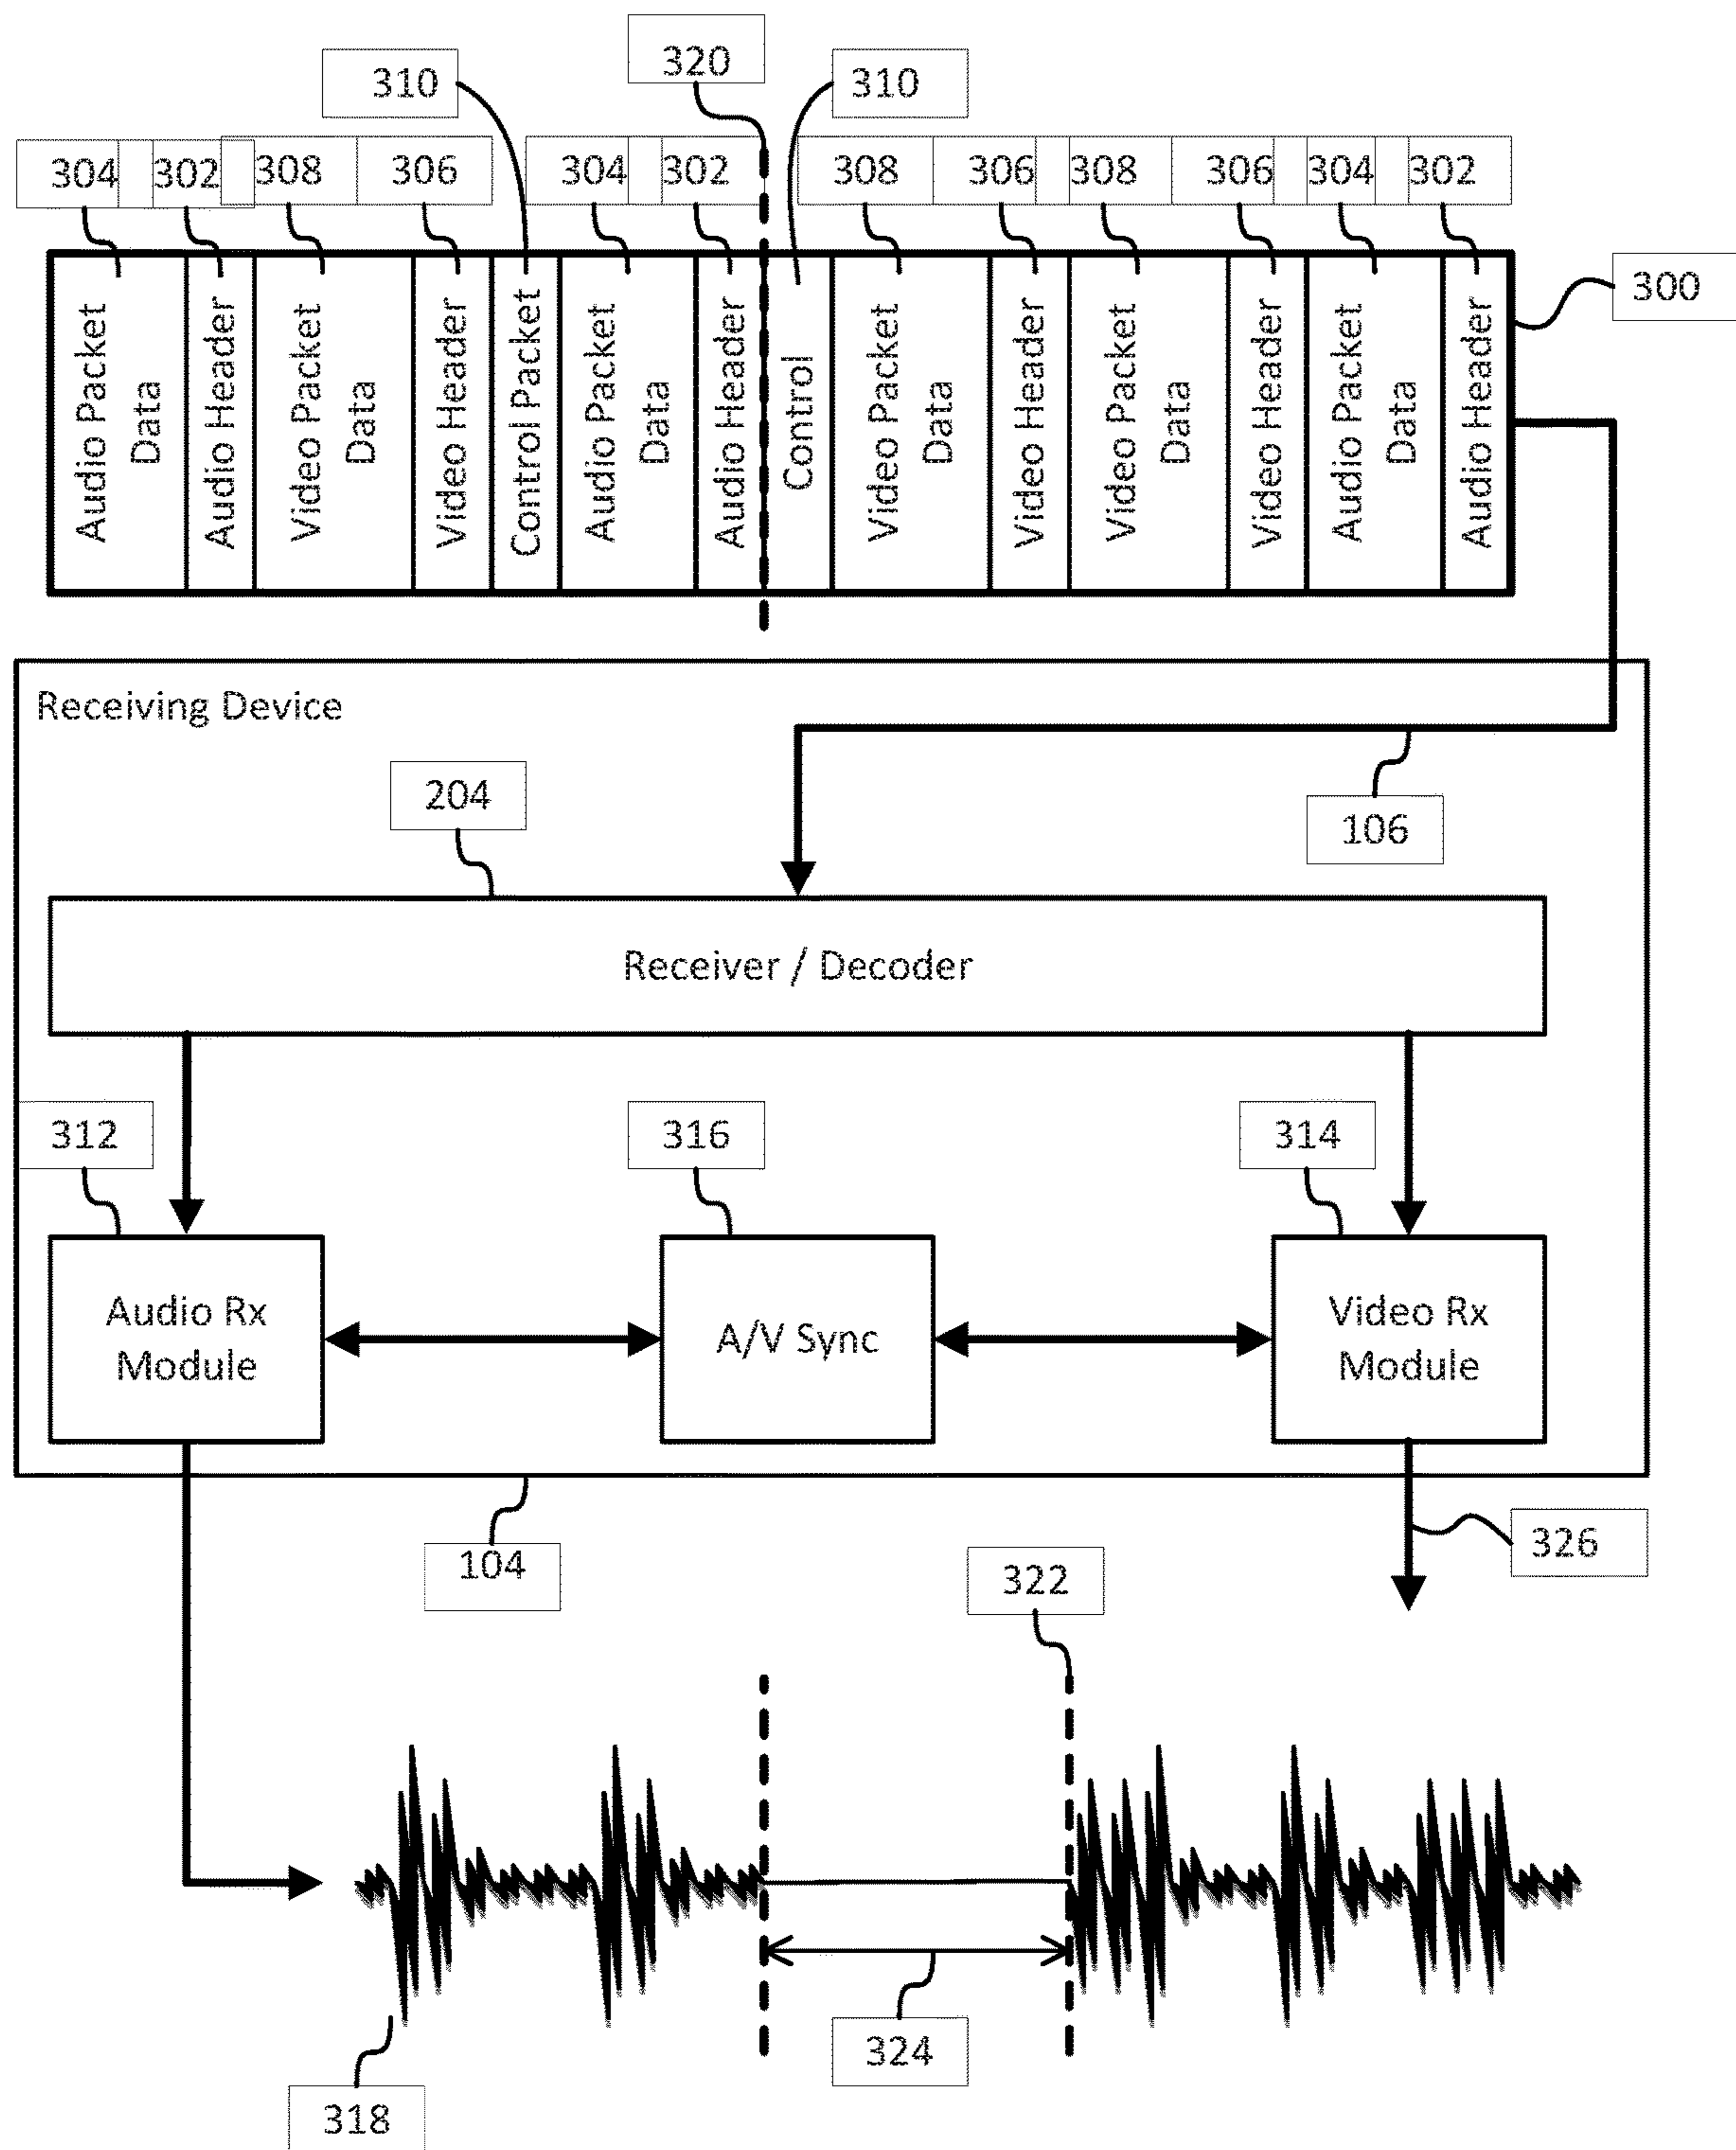 320
310
310
304
302
308
306
304
302
308
306
308
306
304
302
300
Audio Packet
Data
Audio Header
Video Packet
Data
Video Header
Control Packet
Audio Packet
Data
Audio Header
Control
Video Packet
Data
Video Header
Video Packet
Data
Video Header
Audio Packet
Data
Audio Header
Receiving Device
204
106
Receiver / Decoder
312
316
314
Audio Rx
Module
A/V Sync
Video Rx
Module
104
326
322
324
318